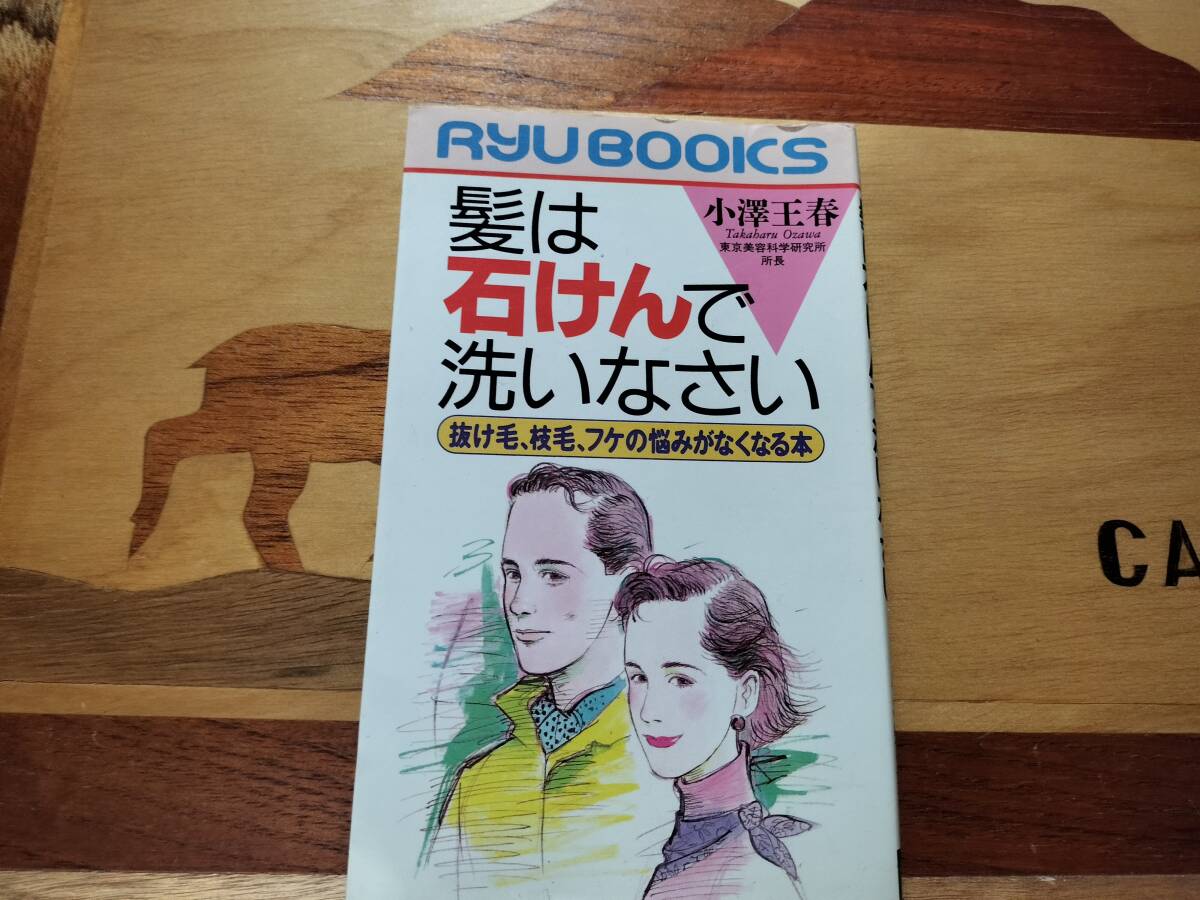 RYU BOOKS
髪は
石けんで
洗いなさい
小澤王春
Takaharu Ozawa
東京美容科学研究所
所長
抜け毛、枝毛、フケの悩みがなくなる本
CA